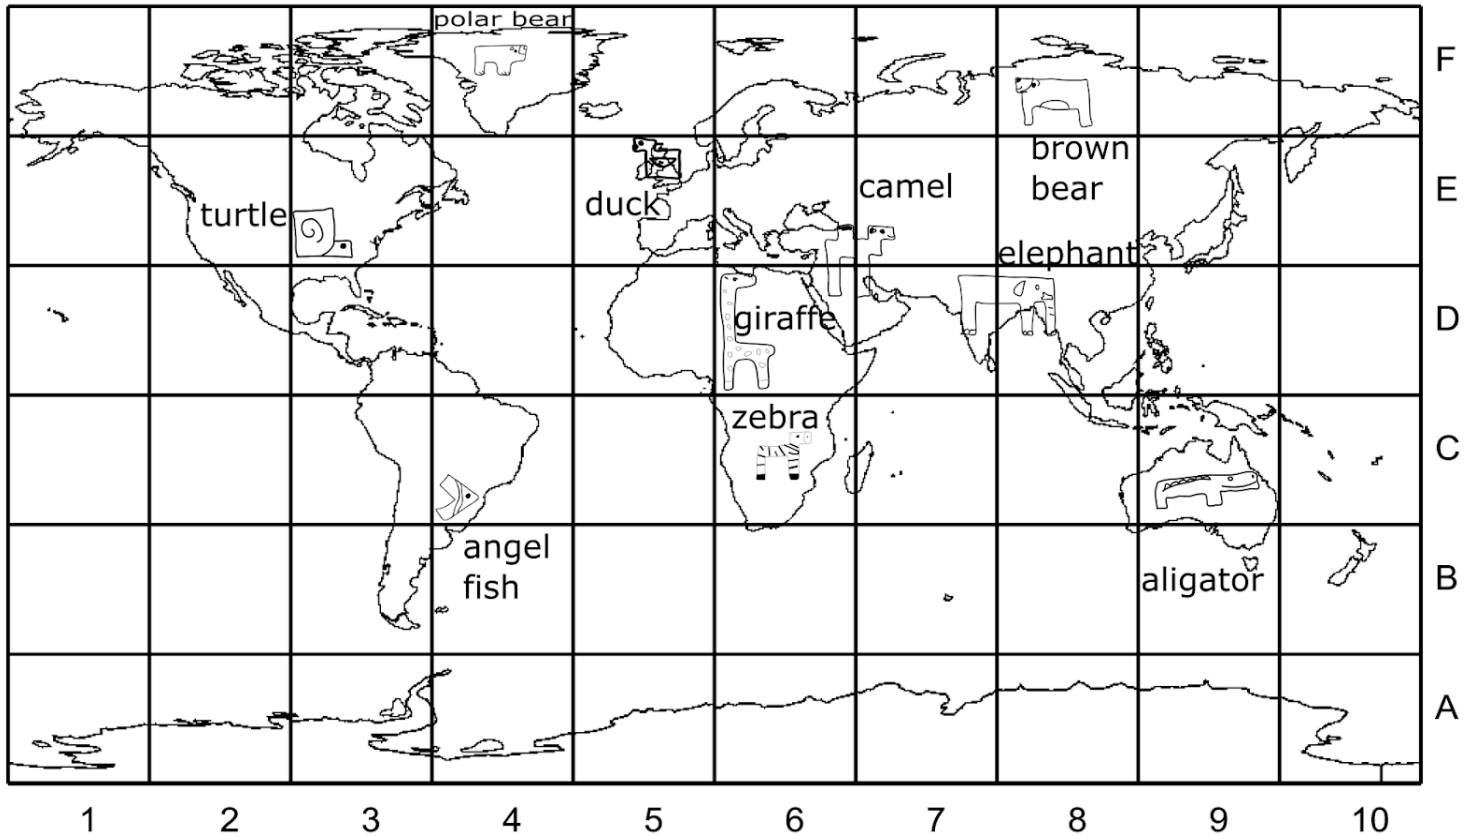 polar bear
F
brown
bear
camel
E
turtle
duck
elephant
giraffe
D
zebra
C
angel
fish
aligator
B
A
1 2 3 4 5 6 7 8 9 10